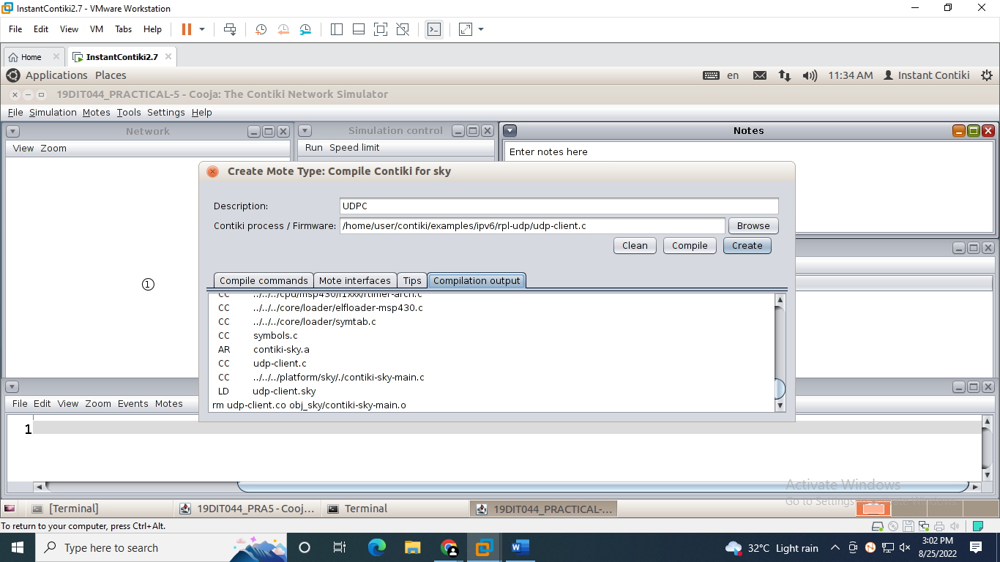 InstantContiki2.7 - VMware Workstation
File Edit View VM Tabs Help
Home InstantContiki2.7
Applications Places en 11:34 AM Instant Contiki
19DIT044_PRACTICAL-5 - Cooja: The Contiki Network Simulator
File Simulation Motes Tools Settings Help
Network Simulation control Notes
View Zoom Run Speed limit Enter notes here
Create Mote Type: Compile Contiki for sky
Description: UDPC
Contiki process / Firmware: /home/user/contiki/examples/ipv6/rpl-udp/udp-client.c Browse
Clean Compile Create
Compile commands Mote interfaces Tips Compilation output
1
CC ../../../cpu/msp430/f1xxx/rtimer-arch.c
CC ../../../core/loader/elfloader-msp430.c
CC ../../../core/loader/symtab.c
CC symbols.c
AR contiki-sky.a
CC udp-client.c
CC ../../../platform/sky/./contiki-sky-main.c
LD udp-client.sky
rm udp-client.co obj_sky/contiki-sky-main.o
File Edit View Zoom Events Motes
1
Activate Windows
[Terminal] 19DIT044_PRA5 - Cooj... Terminal 19DIT044_PRACTICAL-...
Go to Settings
To return to your computer, press Ctrl+Alt.
Type here to search 32°C Light rain 3:02 PM
8/25/2022